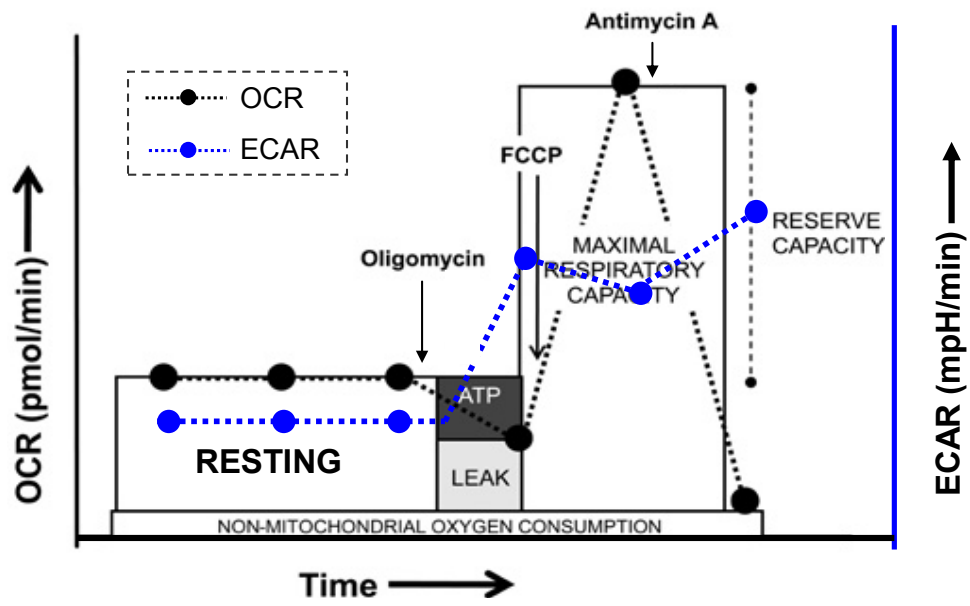 Antimycin A
OCR
ECAR
FCCP
OCR (pmol/min)
ECAR (mpH/min)
Oligomycin
MAXIMAL
RESPIRATORY
CAPACITY
RESERVE
CAPACITY
ATP
RESTING
LEAK
NON-MITOCHONDRIAL OXYGEN CONSUMPTION
Time